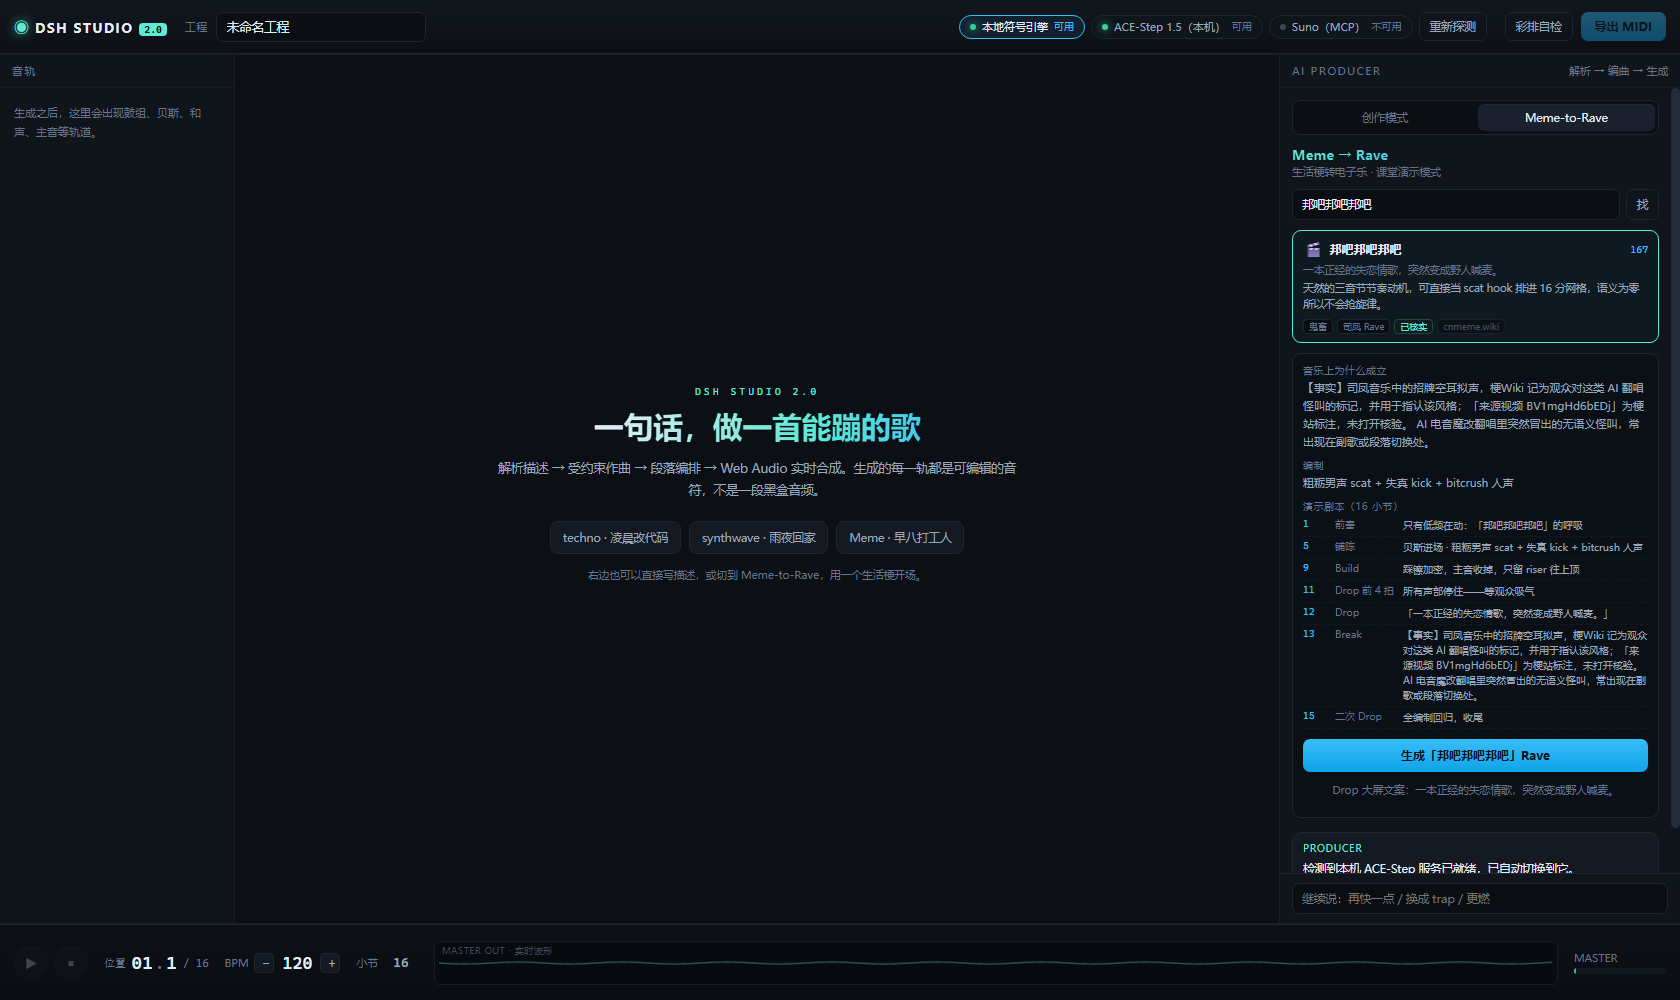 DSH STUDIO 2.0
工程
未命名工程
本地符号引擎 可用
ACE-Step 1.5（本机） 可用
Suno（MCP） 不可用
重新探测
彩排自检
导出 MIDI
音轨
生成之后，这里会出现鼓组、贝斯、和
声、主音等轨道。
DSH STUDIO 2.0
一句话，做一首能蹦的歌
解析描述 → 受约束作曲 → 段落编排 → Web Audio 实时合成。生成的每一轨都是可编辑的音
符，不是一段黑盒音频。
techno · 凌晨改代码
synthwave · 雨夜回家
Meme · 早八打工人
右边也可以直接写描述，或切到 Meme-to-Rave，用一个生活梗开场。
AI PRODUCER
解析 → 编曲 → 生成
创作模式
Meme-to-Rave
Meme → Rave
生活梗转电子乐 · 课堂演示模式
邦吧邦吧邦吧
找
邦吧邦吧邦吧
167
一本正经的失恋情歌，突然变成野人喊麦。
天然的三音节节奏动机，可直接当 scat hook 排进 16 分网格，语义为零
所以不会抢旋律。
鬼畜
司凤 Rave
已核实
cnmeme.wiki
音乐上为什么成立
【事实】司凤音乐中的招牌空耳拟声，梗Wiki 记为观众对这类 AI 翻唱
怪叫的标记，并用于指认该风格；「来源视频 BV1mgHd6bEDj」为梗
站标注，未打开核验。 AI 电音魔改翻唱里突然冒出的无语义怪叫，常
出现在副歌或段落切换处。
编制
粗粝男声 scat + 失真 kick + bitcrush 人声
演示剧本（16 小节）
1 前奏 只有低频在动：「邦吧邦吧邦吧」的呼吸
5 铺陈 贝斯进场 · 粗粝男声 scat + 失真 kick + bitcrush 人声
9 Build 踩镲加密，主音收掉，只留 riser 往上顶
11 Drop 前 4 拍 所有声部停住——等观众吸气
12 Drop 「一本正经的失恋情歌，突然变成野人喊麦。」
13 Break 【事实】司凤音乐中的招牌空耳拟声，梗Wiki 记为观众
对这类 AI 翻唱怪叫的标记，并用于指认该风格；「来
源视频 BV1mgHd6bEDj」为梗站标注，未打开核验。
AI 电音魔改翻唱里突然冒出的无语义怪叫，常出现在副
歌或段落切换处。
15 二次 Drop 全编制回归，收尾
生成「邦吧邦吧邦吧」Rave
Drop 大屏文案：一本正经的失恋情歌，突然变成野人喊麦。
PRODUCER
检测到本机 ACE-Step 服务已就绪，已自动切换到它。
继续说：再快一点 / 换成 trap / 更燃
位置 01.1 / 16
BPM − 120 +
小节 16
MASTER OUT · 实时波形
MASTER